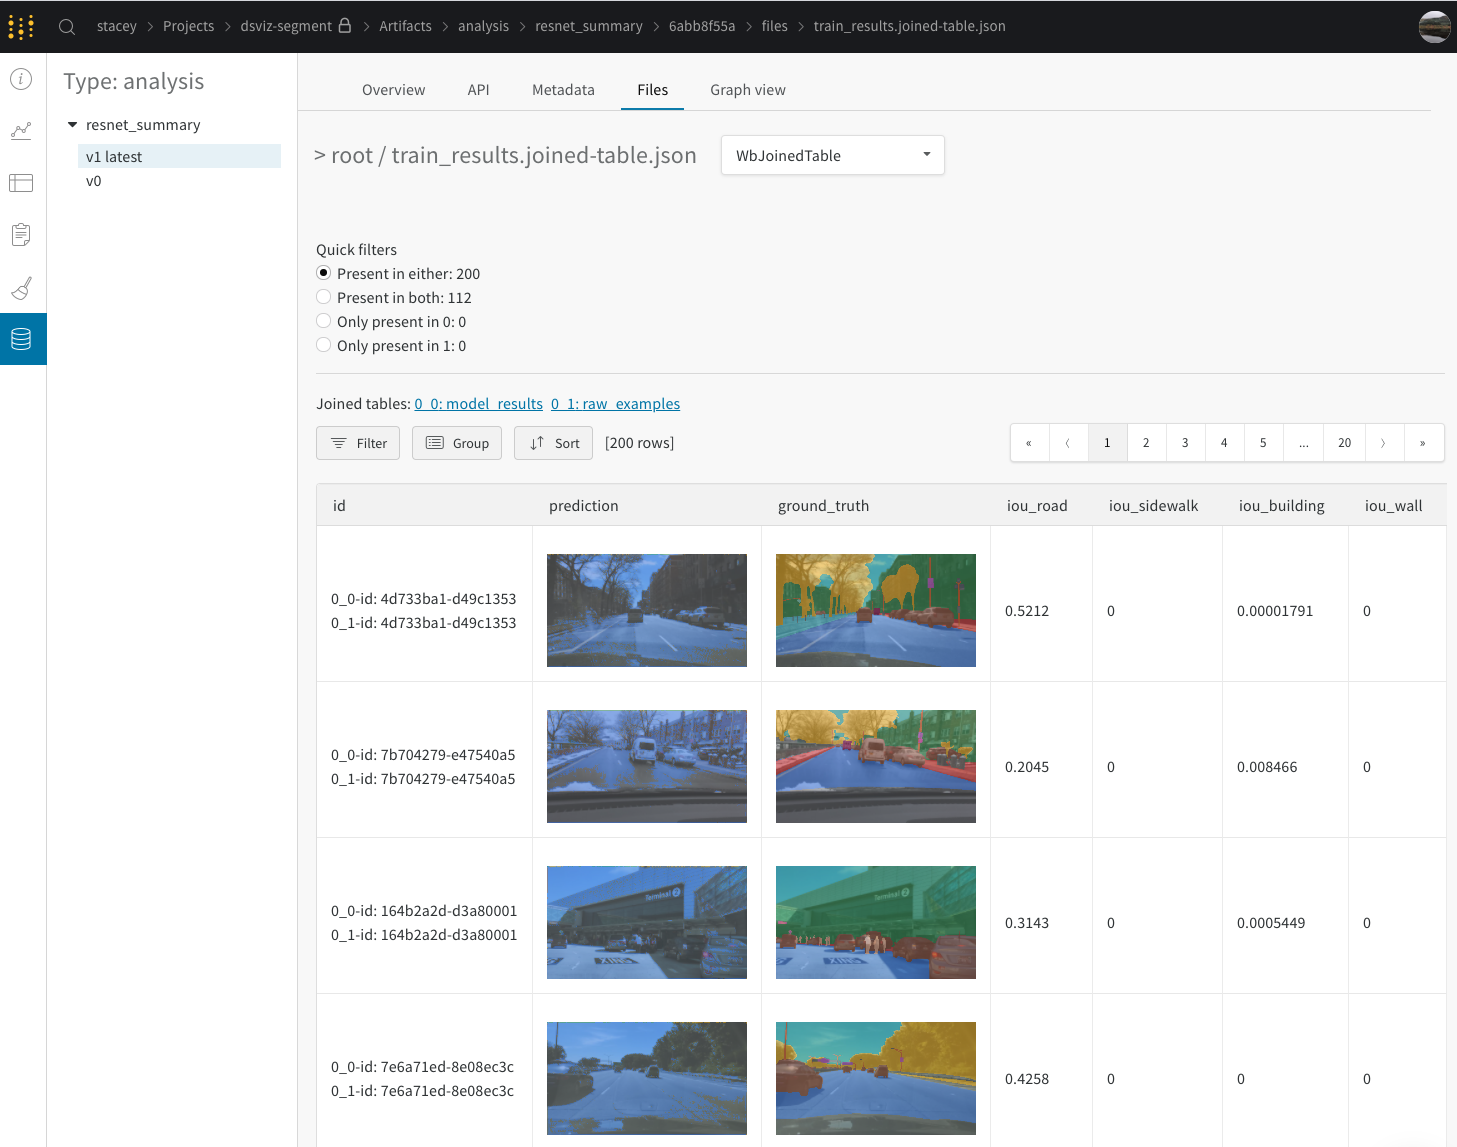 stacey > Projects > dsviz-segment > Artifacts > analysis > resnet_summary > 6abb8f55a > files > train_results.joined-table.json
Type: analysis
resnet_summary
v1 latest
v0
Overview API Metadata Files Graph view
> root / train_results.joined-table.json WbJoinedTable
Quick filters
Present in either: 200
Present in both: 112
Only present in 0: 0
Only present in 1: 0
Joined tables: 0_0: model_results 0_1: raw_examples
Filter Group Sort [200 rows] « ‹ 1 2 3 4 5 ... 20 › »
id prediction ground_truth iou_road iou_sidewalk iou_building iou_wall
0_0-id: 4d733ba1-d49c1353
0_1-id: 4d733ba1-d49c1353
0.5212 0 0.00001791 0
0_0-id: 7b704279-e47540a5
0_1-id: 7b704279-e47540a5
0.2045 0 0.008466 0
0_0-id: 164b2a2d-d3a80001
0_1-id: 164b2a2d-d3a80001
Terminal 2 Terminal 2
0.3143 0 0.0005449 0
0_0-id: 7e6a71ed-8e08ec3c
0_1-id: 7e6a71ed-8e08ec3c
0.4258 0 0 0